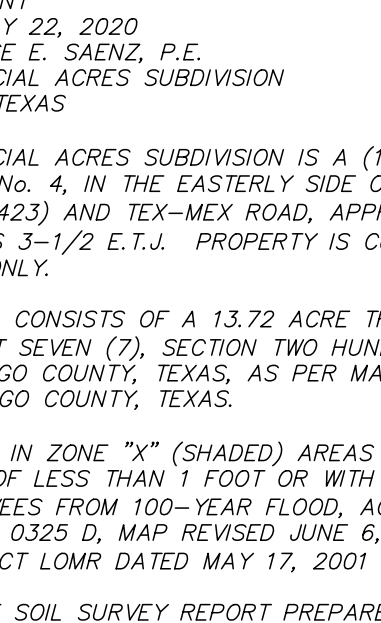 Y 22, 2020
E. SAENZ, P.E.
CIAL ACRES SUBDIVISION
TEXAS
CIAL ACRES SUBDIVISION IS A (1
No. 4, IN THE EASTERLY SIDE
423) AND TEX-MEX ROAD, APP
S 3-1/2 E.T.J. PROPERTY IS C
ONLY.
CONSISTS OF A 13.72 ACRE
T SEVEN (7), SECTION TWO HUN
GO COUNTY, TEXAS, AS PER MA
GO COUNTY, TEXAS.
IN ZONE "X" (SHADED) AREAS
OF LESS THAN 1 FOOT OR WITH
VEES FROM 100-YEAR FLOOD, AC
0325 D, MAP REVISED JUNE 6,
CT LOMR DATED MAY 17, 2001
SOIL SURVEY REPORT PREPARE